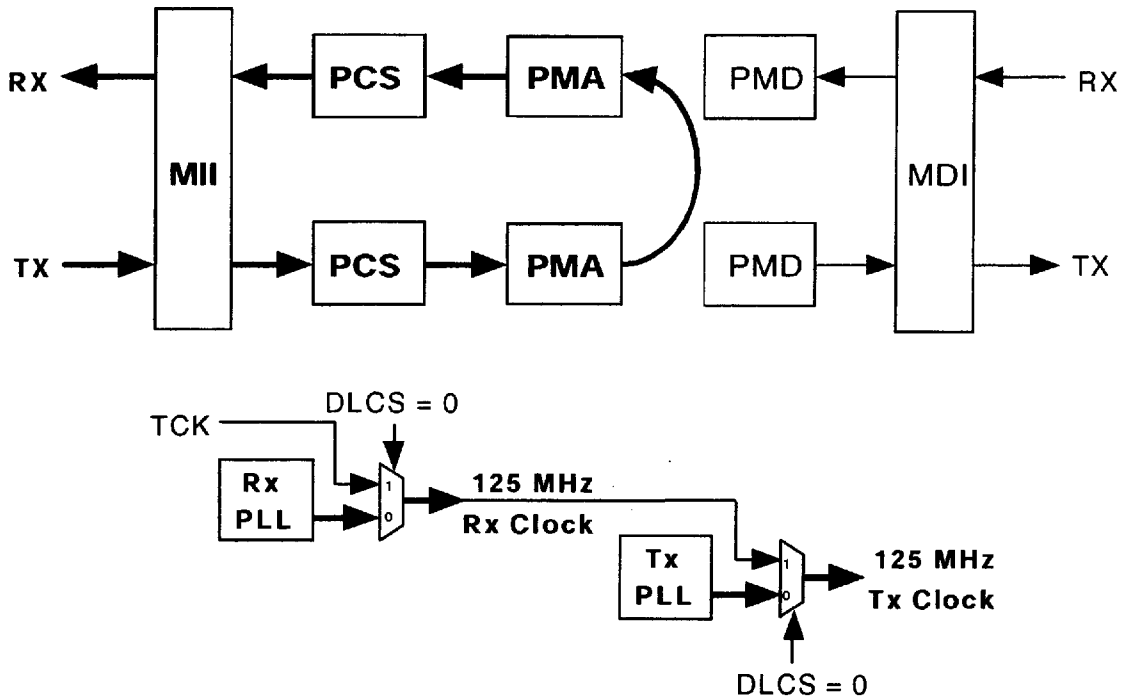 RX
MII
PCS
PMA
PMD
MDI
RX
TX
PCS
PMA
PMD
TX
DLCS = 0
TCK
Rx
PLL
1
0
125 MHz
Rx Clock
Tx
PLL
1
0
125 MHz
Tx Clock
DLCS = 0